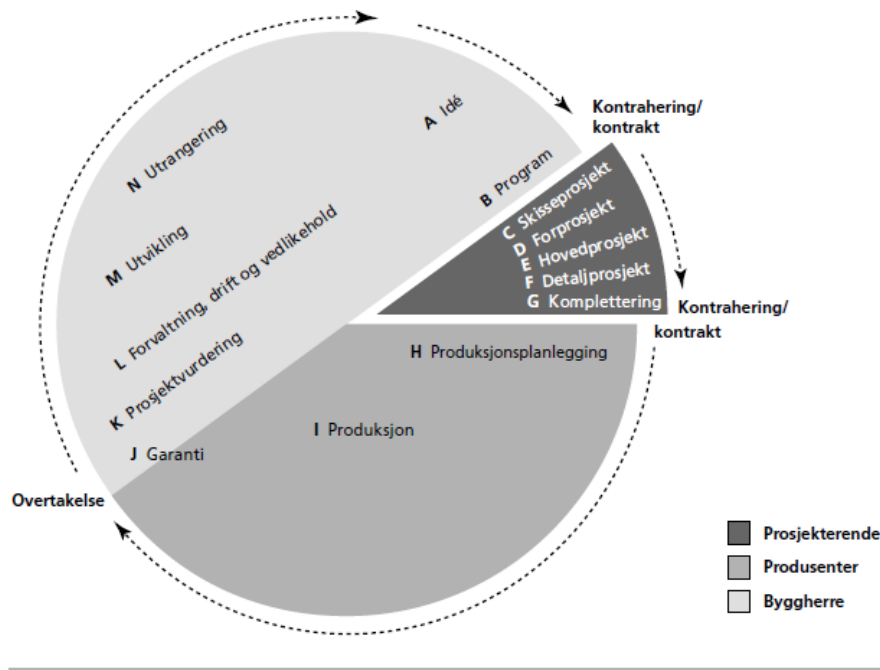 A Idé
Kontrahering/
kontrakt
B Program
N Utrangering
C Skisseprosjekt
D Forprosjekt
E Hovedprosjekt
F Detaljprosjekt
G Komplettering
Kontrahering/
kontrakt
M Utvikling
L Forvaltning, drift og vedlikehold
K Prosjektvurdering
H Produksjonsplanlegging
I Produksjon
J Garanti
Overtakelse
Prosjekterende
Produsenter
Byggherre